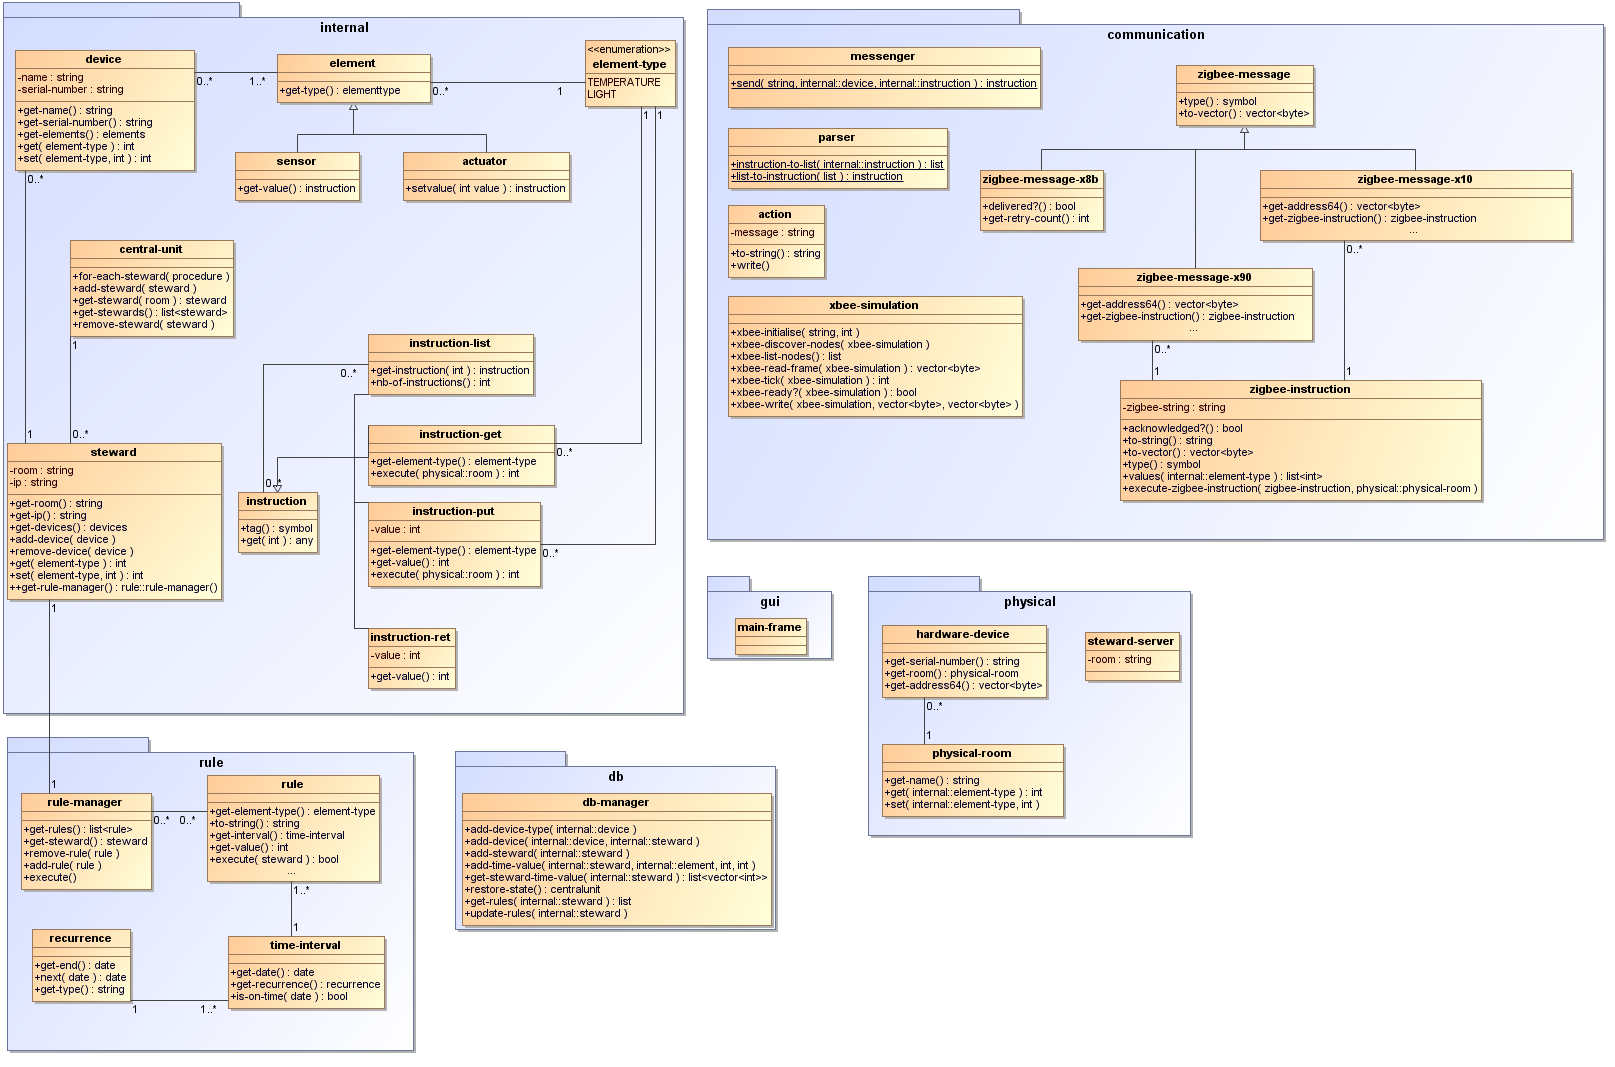 internal
device
-name : string
-serial-number : string
+get-name() : string
+get-serial-number() : string
+get-elements() : elements
+get( element-type ) : int
+set( element-type, int ) : int
0..*
1..*
element
+get-type() : elementtype
0..*
1
<<enumeration>>
element-type
TEMPERATURE
LIGHT
1
1
sensor
+get-value() : instruction
actuator
+setvalue( int value ) : instruction
0..*
central-unit
+for-each-steward( procedure )
+add-steward( steward )
+get-steward( room ) : steward
+get-stewards() : list<steward>
+remove-steward( steward )
1
instruction-list
+get-instruction( int ) : instruction
+nb-of-instructions() : int
0..*
1
0..*
steward
-room : string
-ip : string
+get-room() : string
+get-ip() : string
+get-devices() : devices
+add-device( device )
+remove-device( device )
+get( element-type ) : int
+set( element-type, int ) : int
++get-rule-manager() : rule::rule-manager()
1
instruction-get
+get-element-type() : element-type
+execute( physical::room ) : int
0..*
0..*
instruction
+tag() : symbol
+get( int ) : any
instruction-put
-value : int
+get-element-type() : element-type
+get-value() : int
+execute( physical::room ) : int
0..*
instruction-ret
-value : int
+get-value() : int
communication
messenger
+send( string, internal::device, internal::instruction ) : instruction
parser
+instruction-to-list( internal::instruction ) : list
+list-to-instruction( list ) : instruction
action
-message : string
+to-string() : string
+write()
xbee-simulation
+xbee-initialise( string, int )
+xbee-discover-nodes( xbee-simulation )
+xbee-list-nodes() : list
+xbee-read-frame( xbee-simulation ) : vector<byte>
+xbee-tick( xbee-simulation ) : int
+xbee-ready?( xbee-simulation ) : bool
+xbee-write( xbee-simulation, vector<byte>, vector<byte> )
zigbee-message
+type() : symbol
+to-vector() : vector<byte>
zigbee-message-x8b
+delivered?() : bool
+get-retry-count() : int
zigbee-message-x10
+get-address64() : vector<byte>
+get-zigbee-instruction() : zigbee-instruction
...
0..*
zigbee-message-x90
+get-address64() : vector<byte>
+get-zigbee-instruction() : zigbee-instruction
...
0..*
1
1
zigbee-instruction
-zigbee-string : string
+acknowledged?() : bool
+to-string() : string
+to-vector() : vector<byte>
+type() : symbol
+values( internal::element-type ) : list<int>
+execute-zigbee-instruction( zigbee-instruction, physical::physical-room )
gui
main-frame
physical
hardware-device
+get-serial-number() : string
+get-room() : physical-room
+get-address64() : vector<byte>
0..*
1
steward-server
-room : string
physical-room
+get-name() : string
+get( internal::element-type ) : int
+set( internal::element-type, int )
rule
1
rule-manager
+get-rules() : list<rule>
+get-steward() : steward
+remove-rule( rule )
+add-rule( rule )
+execute()
0..*
0..*
rule
+get-element-type() : element-type
+to-string() : string
+get-interval() : time-interval
+get-value() : int
+execute( steward ) : bool
...
1..*
1
recurrence
+get-end() : date
+next( date ) : date
+get-type() : string
1
1..*
time-interval
+get-date() : date
+get-recurrence() : recurrence
+is-on-time( date ) : bool
db
db-manager
+add-device-type( internal::device )
+add-device( internal::device, internal::steward )
+add-steward( internal::steward )
+add-time-value( internal::steward, internal::element, int, int )
+get-steward-time-value( internal::steward ) : list<vector<int>>
+restore-state() : centralunit
+get-rules( internal::steward ) : list
+update-rules( internal::steward )